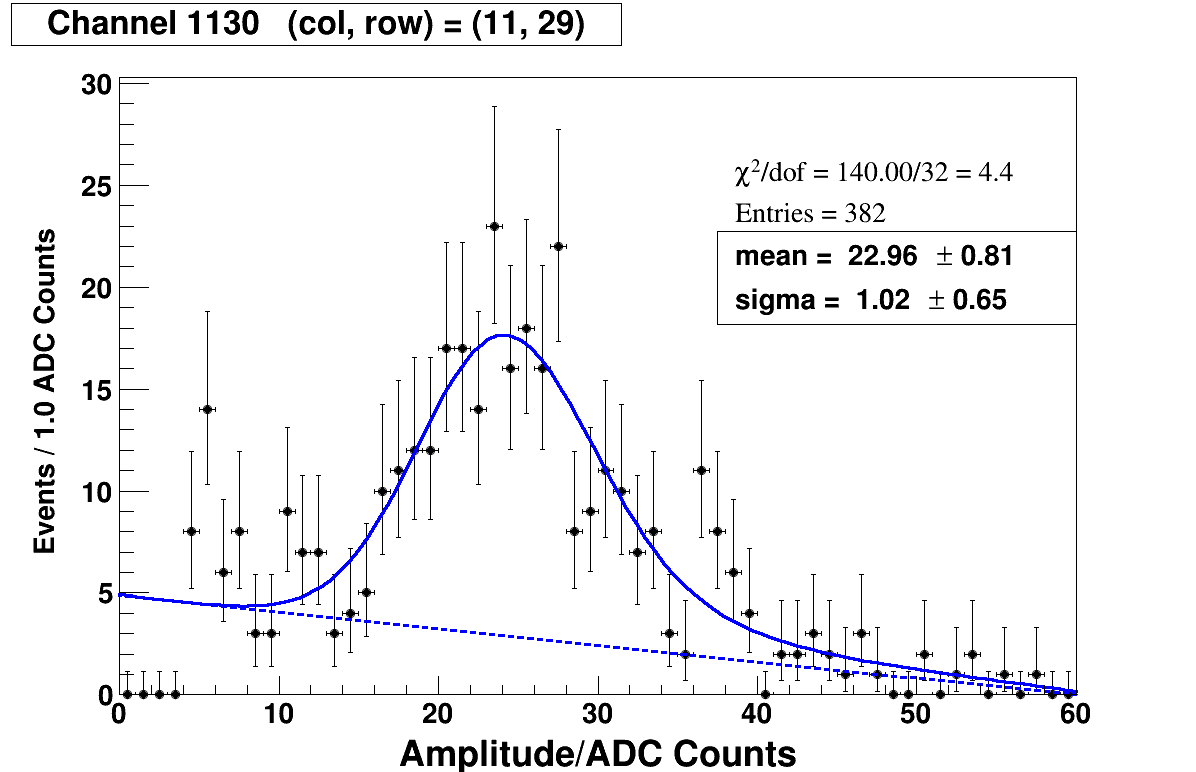 Channel 1130 (col, row) = (11, 29)
30
25
20
15
10
5
0
Events / 1.0 ADC Counts
χ²/dof = 140.00/32 = 4.4
Entries = 382
mean = 22.96 ± 0.81
sigma = 1.02 ± 0.65
0 10 20 30 40 50 60
Amplitude/ADC Counts